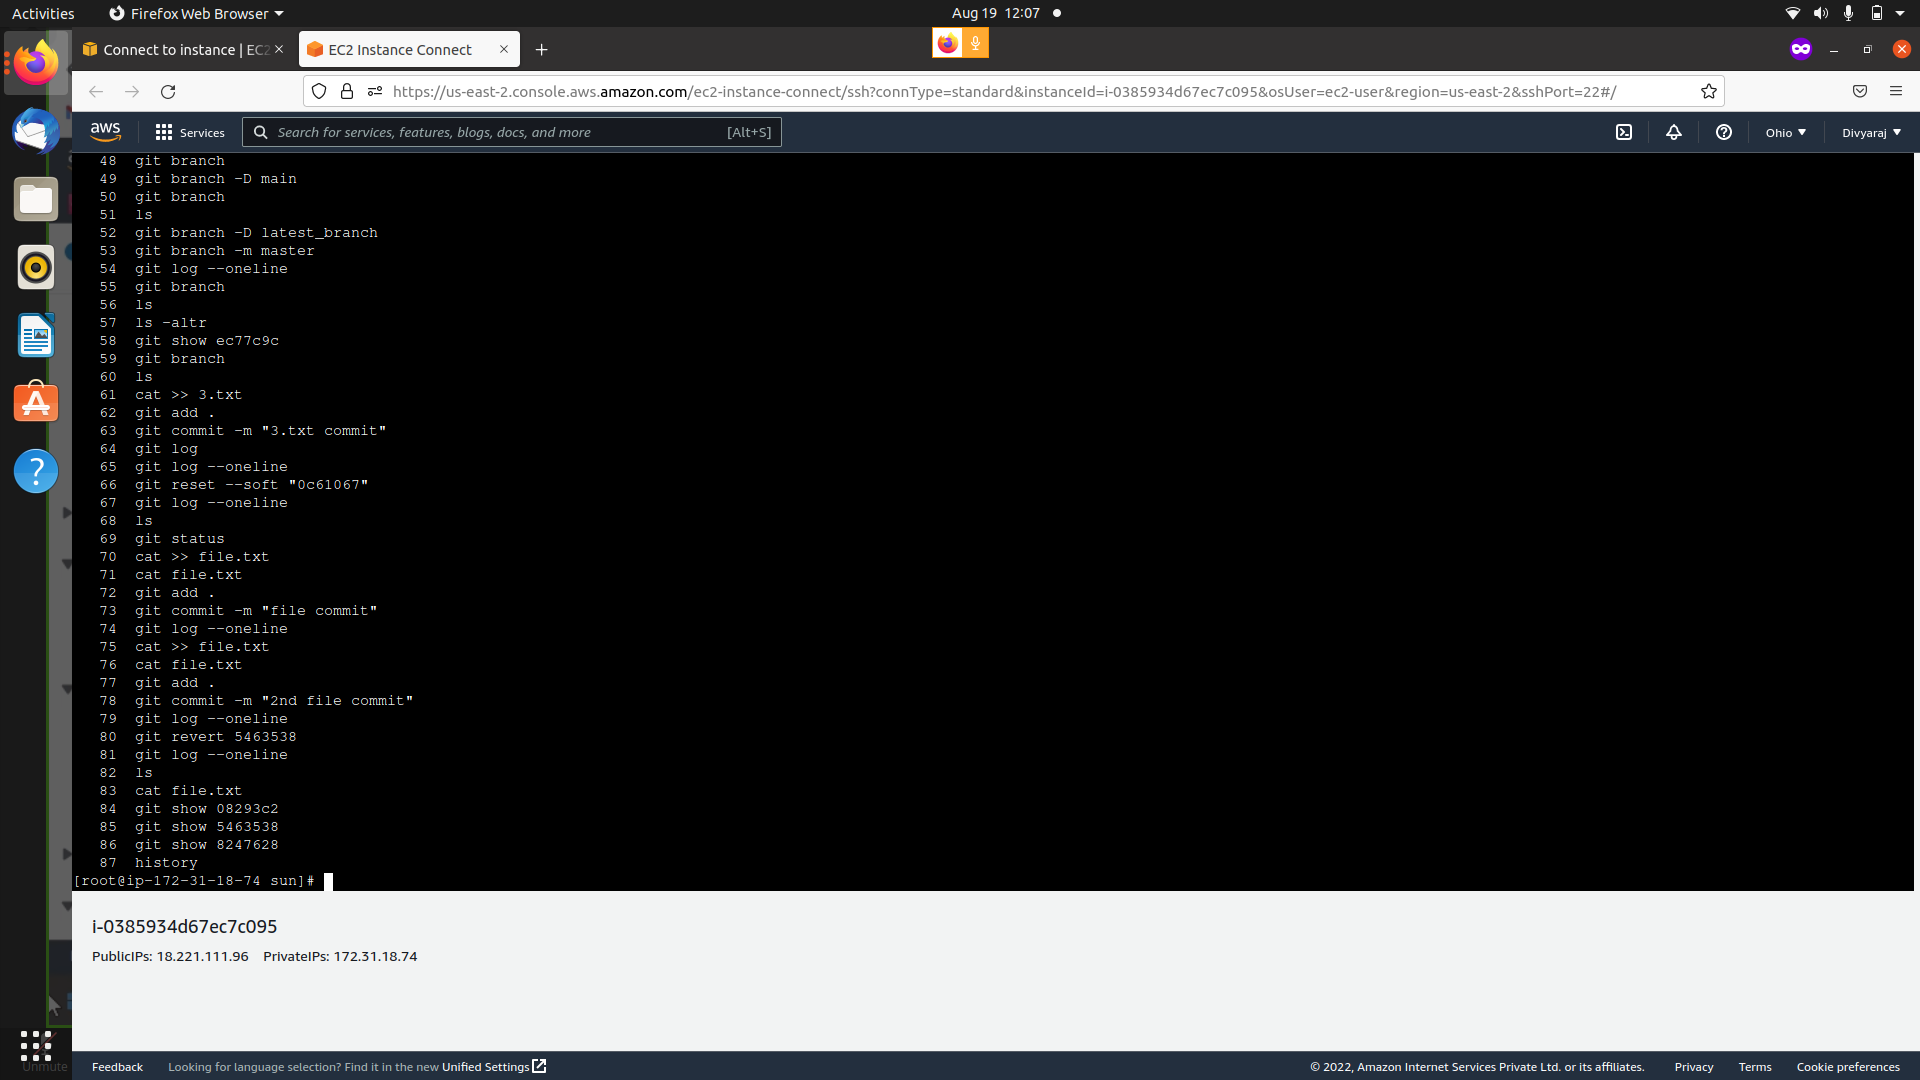 Activities
Firefox Web Browser
Aug 19 12:07
Connect to instance | EC2
EC2 Instance Connect
https://us-east-2.console.aws.amazon.com/ec2-instance-connect/ssh?connType=standard&instanceId=i-0385934d67ec7c095&osUser=ec2-user&region=us-east-2&sshPort=22#/
aws
Services
Search for services, features, blogs, docs, and more
[Alt+S]
Ohio
Divyaraj
48 git branch
49 git branch -D main
50 git branch
51 ls
52 git branch -D latest_branch
53 git branch -m master
54 git log --oneline
55 git branch
56 ls
57 ls -altr
58 git show ec77c9c
59 git branch
60 ls
61 cat >> 3.txt
62 git add .
63 git commit -m "3.txt commit"
64 git log
65 git log --oneline
66 git reset --soft "0c61067"
67 git log --oneline
68 ls
69 git status
70 cat >> file.txt
71 cat file.txt
72 git add .
73 git commit -m "file commit"
74 git log --oneline
75 cat >> file.txt
76 cat file.txt
77 git add .
78 git commit -m "2nd file commit"
79 git log --oneline
80 git revert 5463538
81 git log --oneline
82 ls
83 cat file.txt
84 git show 08293c2
85 git show 5463538
86 git show 8247628
87 history
[root@ip-172-31-18-74 sun]#
i-0385934d67ec7c095
PublicIPs: 18.221.111.96 PrivateIPs: 172.31.18.74
Unmute
Feedback
Looking for language selection? Find it in the new Unified Settings
© 2022, Amazon Internet Services Private Ltd. or its affiliates.
Privacy
Terms
Cookie preferences